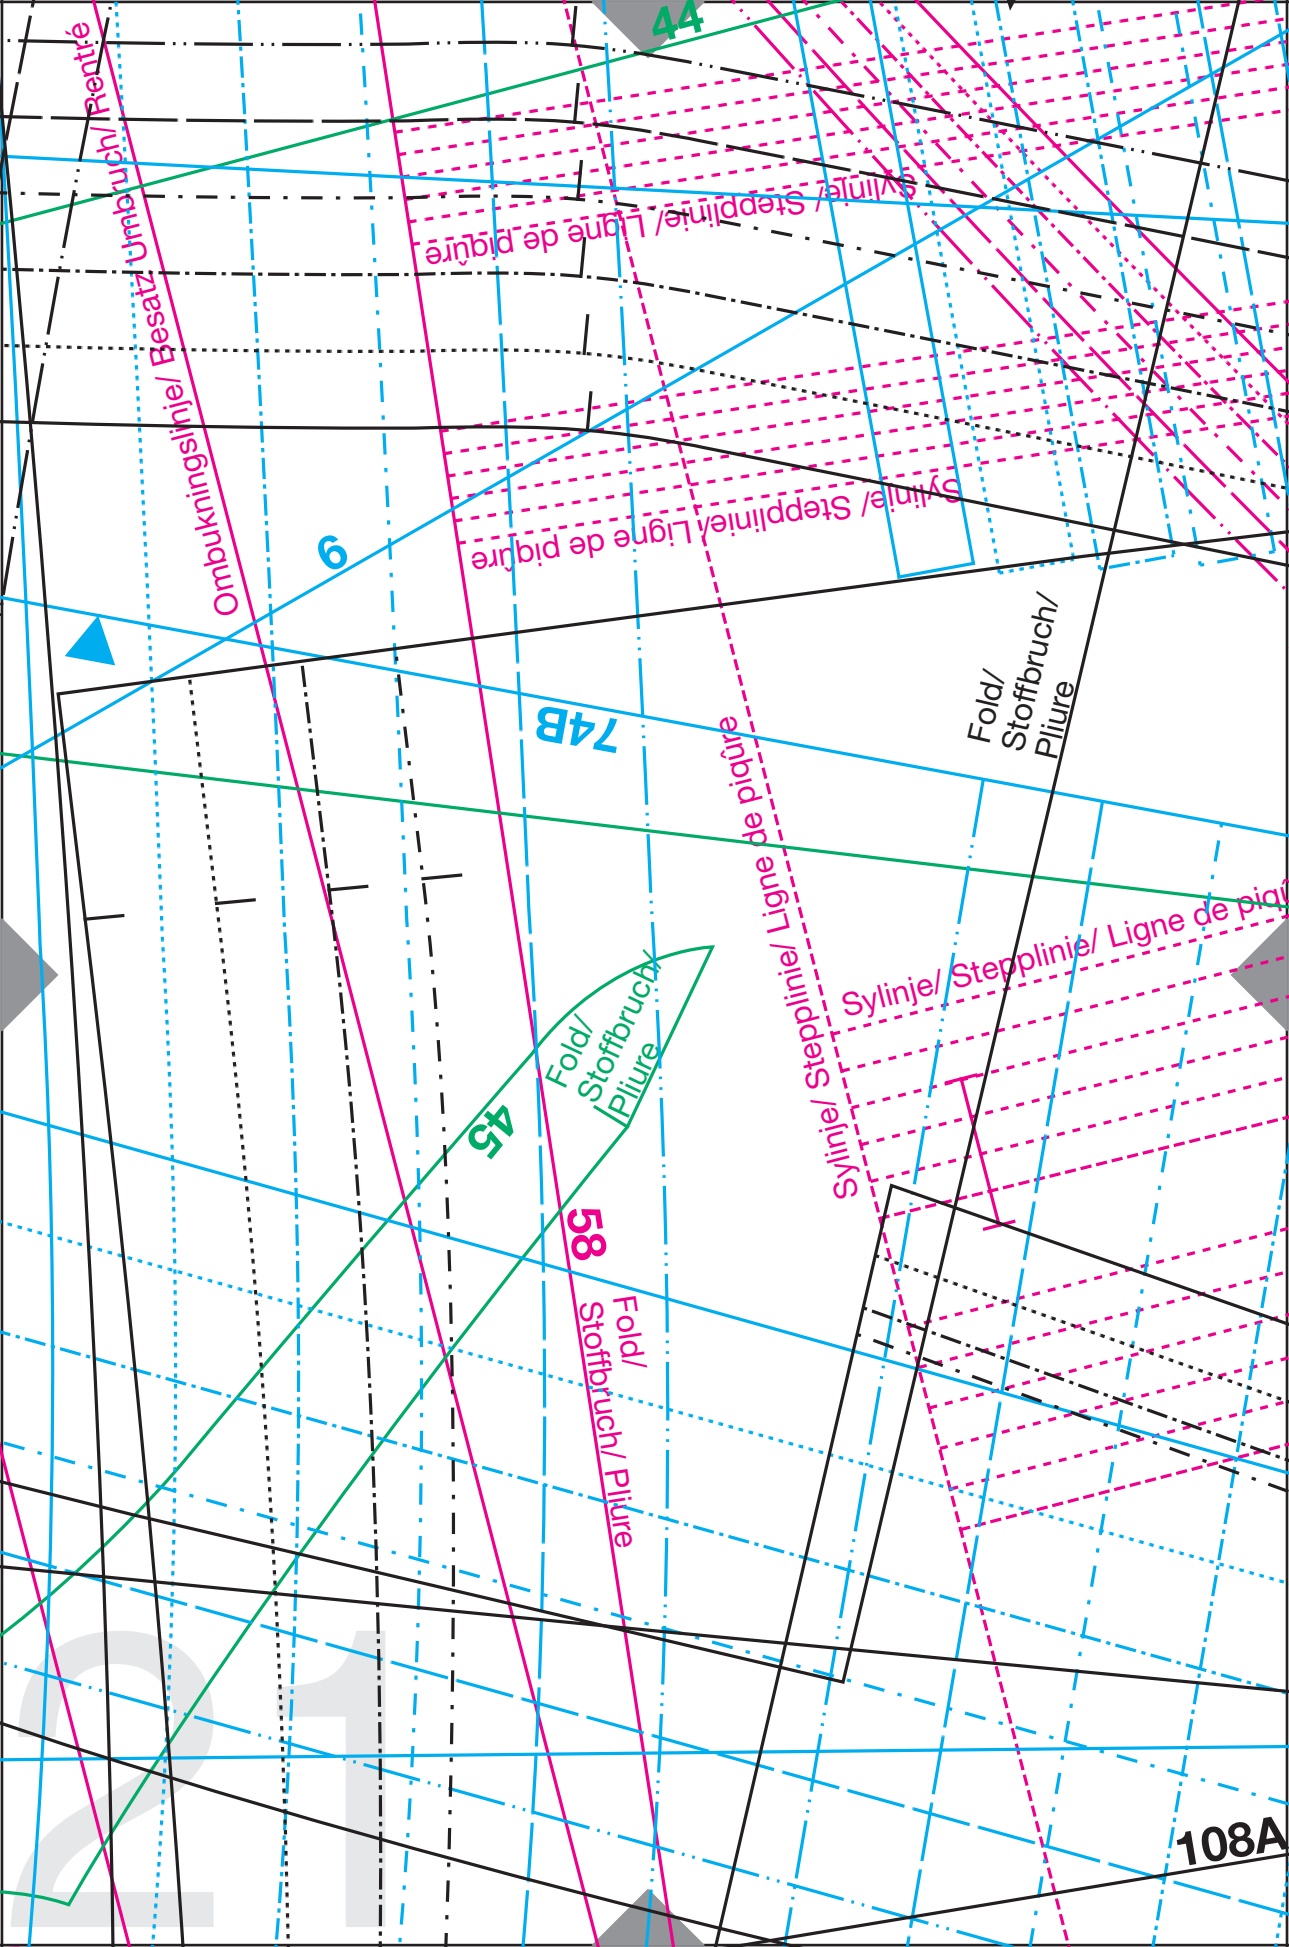 44
Ombukningslinje/ Besatz Umbruch/ Rentré
Sylinje/ Stepplinie/ Ligne de piqûre
Sylinje/ Stepplinie/ Ligne de piqûre
9
74B
Fold/
Stoffbruch/
Pliure
Sylinje/ Stepplinie/ Ligne de piqûre
Sylinje/ Stepplinie/ Ligne de
Fold/
Stoffbruch/
Pliure
45
58
Fold/
Stoffbruch/ Pliure
21
108A